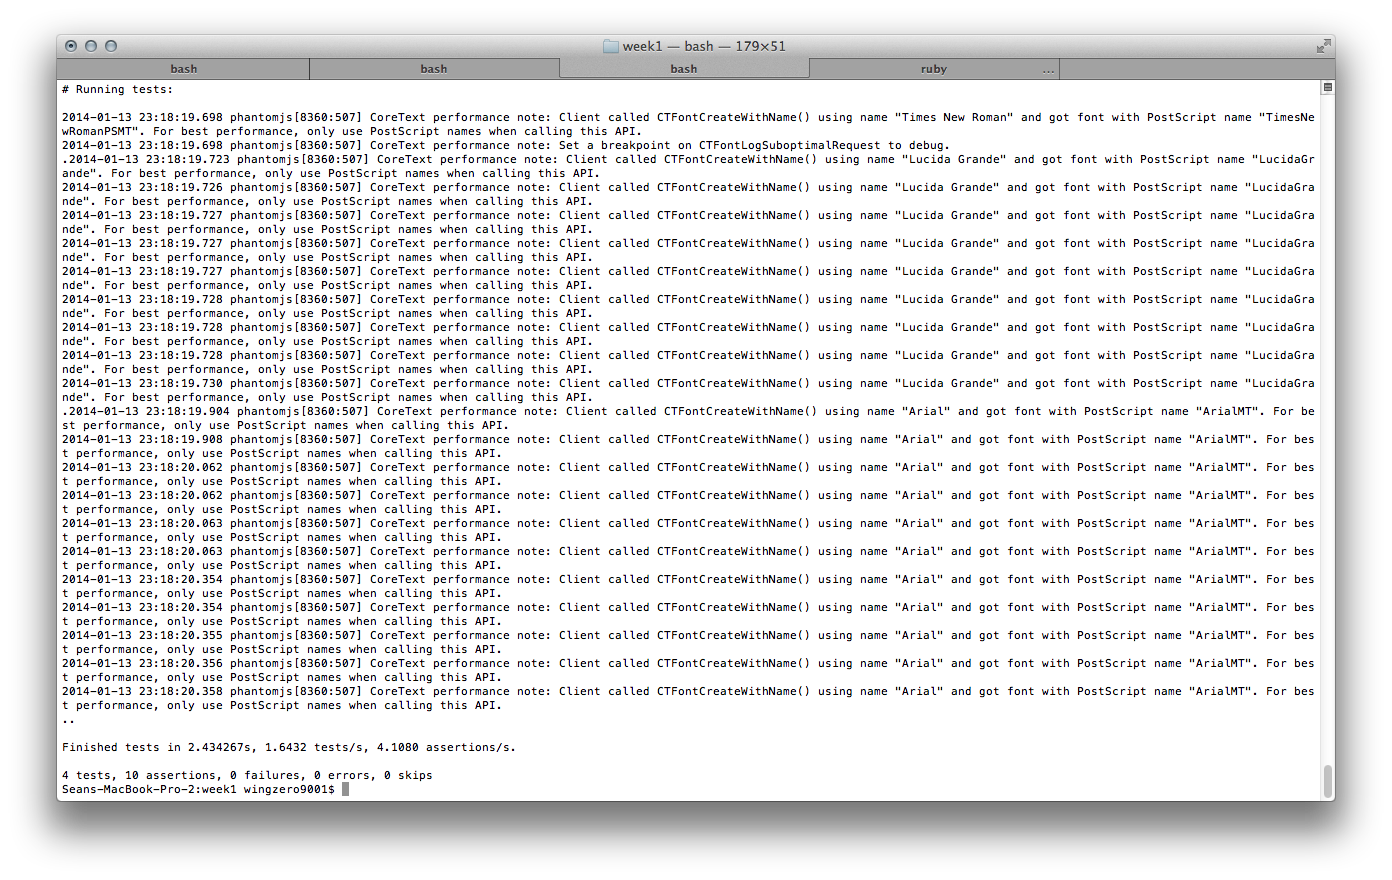 week1 — bash — 179×51
bash bash bash ruby ...
# Running tests:
2014-01-13 23:18:19.698 phantomjs[8360:507] CoreText performance note: Client called CTFontCreateWithName() using name "Times New Roman" and got font with PostScript name "TimesNe
wRomanPSMT". For best performance, only use PostScript names when calling this API.
2014-01-13 23:18:19.698 phantomjs[8360:507] CoreText performance note: Set a breakpoint on CTFontLogSuboptimalRequest to debug.
.2014-01-13 23:18:19.723 phantomjs[8360:507] CoreText performance note: Client called CTFontCreateWithName() using name "Lucida Grande" and got font with PostScript name "LucidaGr
ande". For best performance, only use PostScript names when calling this API.
2014-01-13 23:18:19.726 phantomjs[8360:507] CoreText performance note: Client called CTFontCreateWithName() using name "Lucida Grande" and got font with PostScript name "LucidaGra
nde". For best performance, only use PostScript names when calling this API.
2014-01-13 23:18:19.727 phantomjs[8360:507] CoreText performance note: Client called CTFontCreateWithName() using name "Lucida Grande" and got font with PostScript name "LucidaGra
nde". For best performance, only use PostScript names when calling this API.
2014-01-13 23:18:19.727 phantomjs[8360:507] CoreText performance note: Client called CTFontCreateWithName() using name "Lucida Grande" and got font with PostScript name "LucidaGra
nde". For best performance, only use PostScript names when calling this API.
2014-01-13 23:18:19.727 phantomjs[8360:507] CoreText performance note: Client called CTFontCreateWithName() using name "Lucida Grande" and got font with PostScript name "LucidaGra
nde". For best performance, only use PostScript names when calling this API.
2014-01-13 23:18:19.728 phantomjs[8360:507] CoreText performance note: Client called CTFontCreateWithName() using name "Lucida Grande" and got font with PostScript name "LucidaGra
nde". For best performance, only use PostScript names when calling this API.
2014-01-13 23:18:19.728 phantomjs[8360:507] CoreText performance note: Client called CTFontCreateWithName() using name "Lucida Grande" and got font with PostScript name "LucidaGra
nde". For best performance, only use PostScript names when calling this API.
2014-01-13 23:18:19.728 phantomjs[8360:507] CoreText performance note: Client called CTFontCreateWithName() using name "Lucida Grande" and got font with PostScript name "LucidaGra
nde". For best performance, only use PostScript names when calling this API.
2014-01-13 23:18:19.730 phantomjs[8360:507] CoreText performance note: Client called CTFontCreateWithName() using name "Lucida Grande" and got font with PostScript name "LucidaGra
nde". For best performance, only use PostScript names when calling this API.
.2014-01-13 23:18:19.904 phantomjs[8360:507] CoreText performance note: Client called CTFontCreateWithName() using name "Arial" and got font with PostScript name "ArialMT". For be
st performance, only use PostScript names when calling this API.
2014-01-13 23:18:19.908 phantomjs[8360:507] CoreText performance note: Client called CTFontCreateWithName() using name "Arial" and got font with PostScript name "ArialMT". For bes
t performance, only use PostScript names when calling this API.
2014-01-13 23:18:20.062 phantomjs[8360:507] CoreText performance note: Client called CTFontCreateWithName() using name "Arial" and got font with PostScript name "ArialMT". For bes
t performance, only use PostScript names when calling this API.
2014-01-13 23:18:20.062 phantomjs[8360:507] CoreText performance note: Client called CTFontCreateWithName() using name "Arial" and got font with PostScript name "ArialMT". For bes
t performance, only use PostScript names when calling this API.
2014-01-13 23:18:20.063 phantomjs[8360:507] CoreText performance note: Client called CTFontCreateWithName() using name "Arial" and got font with PostScript name "ArialMT". For bes
t performance, only use PostScript names when calling this API.
2014-01-13 23:18:20.063 phantomjs[8360:507] CoreText performance note: Client called CTFontCreateWithName() using name "Arial" and got font with PostScript name "ArialMT". For bes
t performance, only use PostScript names when calling this API.
2014-01-13 23:18:20.354 phantomjs[8360:507] CoreText performance note: Client called CTFontCreateWithName() using name "Arial" and got font with PostScript name "ArialMT". For bes
t performance, only use PostScript names when calling this API.
2014-01-13 23:18:20.354 phantomjs[8360:507] CoreText performance note: Client called CTFontCreateWithName() using name "Arial" and got font with PostScript name "ArialMT". For bes
t performance, only use PostScript names when calling this API.
2014-01-13 23:18:20.355 phantomjs[8360:507] CoreText performance note: Client called CTFontCreateWithName() using name "Arial" and got font with PostScript name "ArialMT". For bes
t performance, only use PostScript names when calling this API.
2014-01-13 23:18:20.356 phantomjs[8360:507] CoreText performance note: Client called CTFontCreateWithName() using name "Arial" and got font with PostScript name "ArialMT". For bes
t performance, only use PostScript names when calling this API.
2014-01-13 23:18:20.358 phantomjs[8360:507] CoreText performance note: Client called CTFontCreateWithName() using name "Arial" and got font with PostScript name "ArialMT". For bes
t performance, only use PostScript names when calling this API.
..
Finished tests in 2.434267s, 1.6432 tests/s, 4.1080 assertions/s.
4 tests, 10 assertions, 0 failures, 0 errors, 0 skips
Seans-MacBook-Pro-2:week1 wingzero9001$